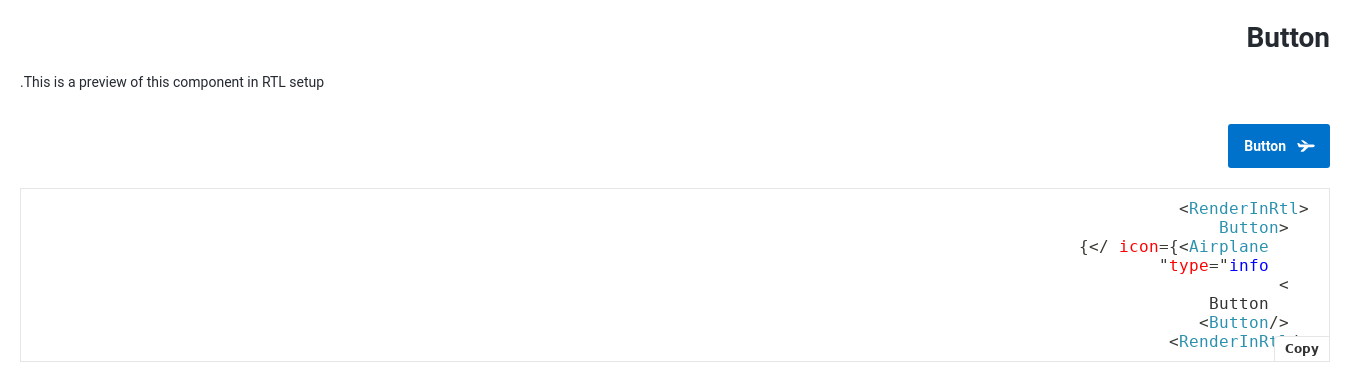 Button
.This is a preview of this component in RTL setup
Button
<RenderInRtl>
Button>
{</ icon={<Airplane
"type="info
<
Button
<Button/>
<RenderInRt
Copy